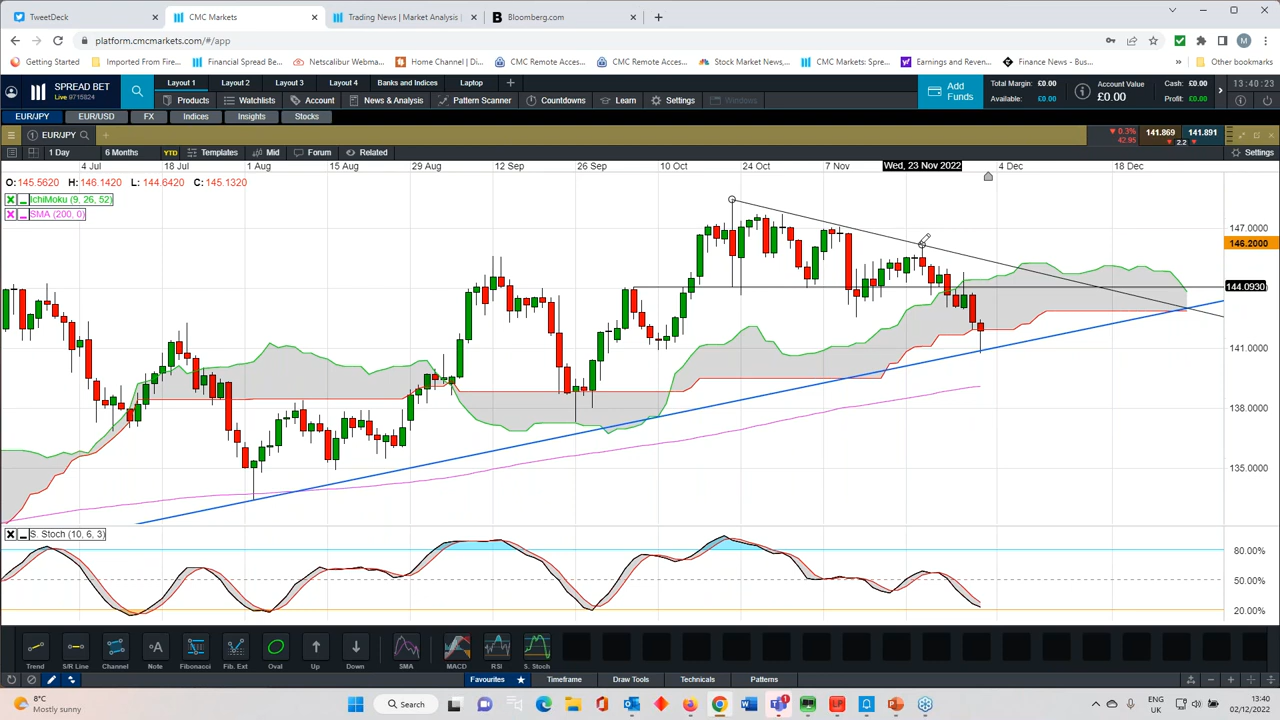 TweetDeck CMC Markets Trading News | Market Analysis | Bloomberg.com
platform.cmcmarkets.com/#/app M
Getting Started Imported From Fire... Financial Spread Be... Netscalibur Webma... Home Channel | Di... CMC Remote Acces... CMC Remote Acces... Stock Market News,... CMC Markets: Spre... Earnings and Reven... Finance News - Bus... » Other bookmarks
SPREAD BET Layout 1 Layout 2 Layout 3 Layout 4 Banks and Indices Laptop Add Funds Total Margin: £0.00 Account Value Cash: £0.00 13:40:23
Live 9715824 Products Watchlists Account News & Analysis Pattern Scanner Countdowns Learn Settings Windows Available: £0.00 £0.00 Profit: £0.00
EUR/JPY EUR/USD FX Indices Insights Stocks
1 EUR/JPY 0.3% 42.95 141.869 2.2 141.891
1 Day 6 Months YTD Templates Mid Forum Related Settings
4 Jul 18 Jul 1 Aug 15 Aug 29 Aug 12 Sep 26 Sep 10 Oct 24 Oct 7 Nov Wed, 23 Nov 2022 4 Dec 18 Dec
O: 145.5620 H: 146.1420 L: 144.6420 C: 145.1320
IchiMoku (9, 26, 52)
SMA (200, 0)
147.0000
146.2000
144.0930
141.0000
138.0000
135.0000
S. Stoch (10, 6, 3)
80.00%
50.00%
20.00%
Trend S/R Line Channel Note Fibonacci Fib. Ext Oval Up Down SMA MACD RSI S. Stoch
Favourites Timeframe Draw Tools Technicals Patterns
8°C Mostly sunny Search ENG UK 13:40 02/12/2022